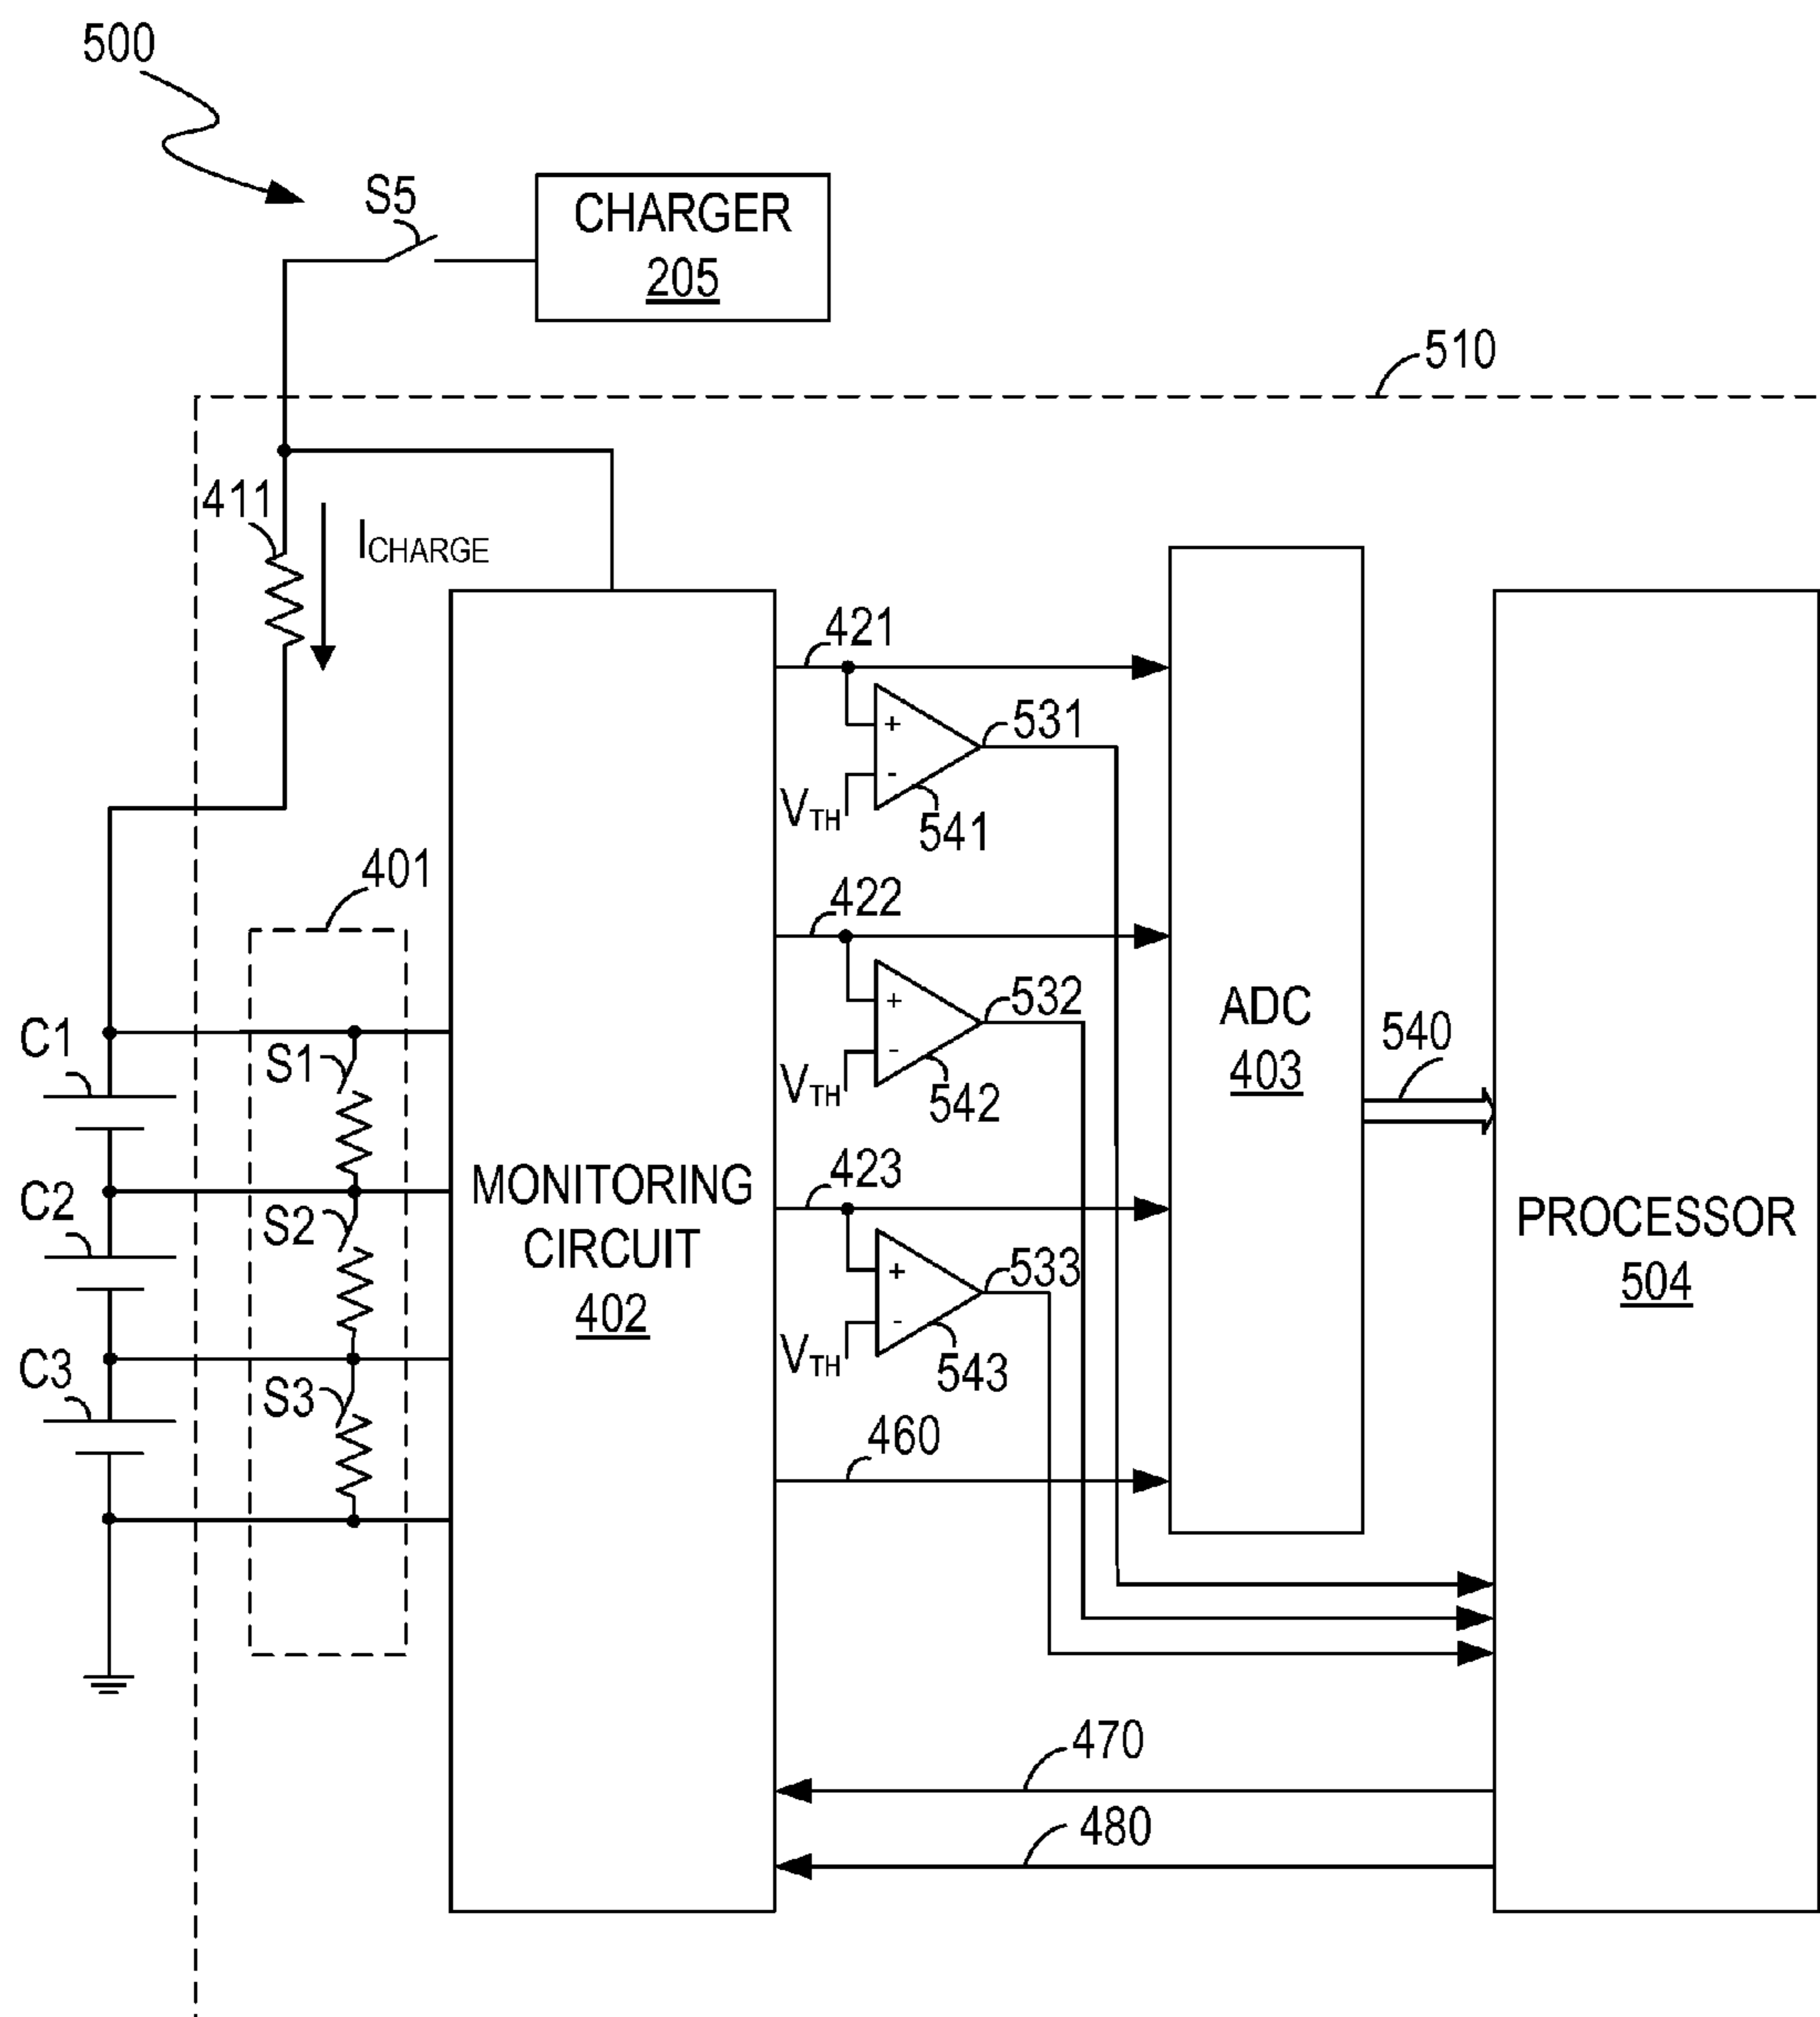 500
S5
CHARGER
205
510
411
ICHARGE
421
531
+
-
VTH
541
401
422
532
+
-
VTH
542
ADC
403
540
C1
S1
423
533
+
-
VTH
543
MONITORING
CIRCUIT
402
PROCESSOR
504
C2
S2
C3
S3
460
470
480